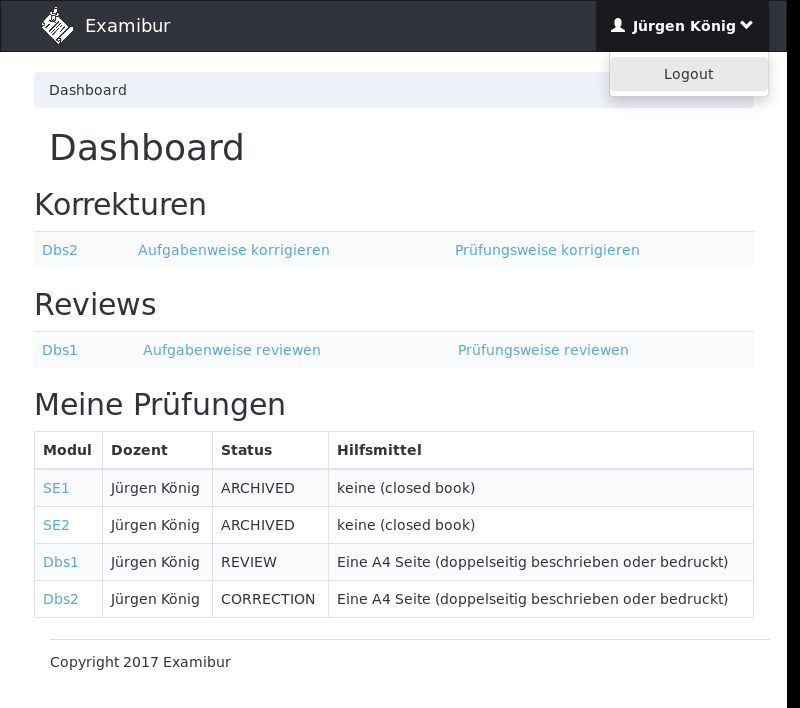 Examibur
Jürgen König
Logout
Dashboard
Dashboard
Korrekturen
Dbs2 Aufgabenweise korrigieren Prüfungsweise korrigieren
Reviews
Dbs1 Aufgabenweise reviewen Prüfungsweise reviewen
Meine Prüfungen
Modul Dozent Status Hilfsmittel
SE1 Jürgen König ARCHIVED keine (closed book)
SE2 Jürgen König ARCHIVED keine (closed book)
Dbs1 Jürgen König REVIEW Eine A4 Seite (doppelseitig beschrieben oder bedruckt)
Dbs2 Jürgen König CORRECTION Eine A4 Seite (doppelseitig beschrieben oder bedruckt)
Copyright 2017 Examibur